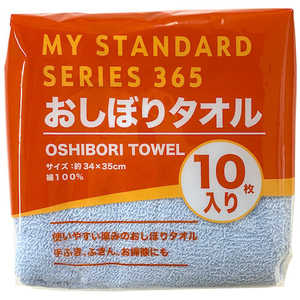 MY STANDARD
SERIES 365
おしぼりタオル
OSHIBORI TOWEL
サイズ：約34×35cm
綿100％
10枚
入り
使いやすい厚みのおしぼりタオル
手ふき、ふきん、お掃除にも